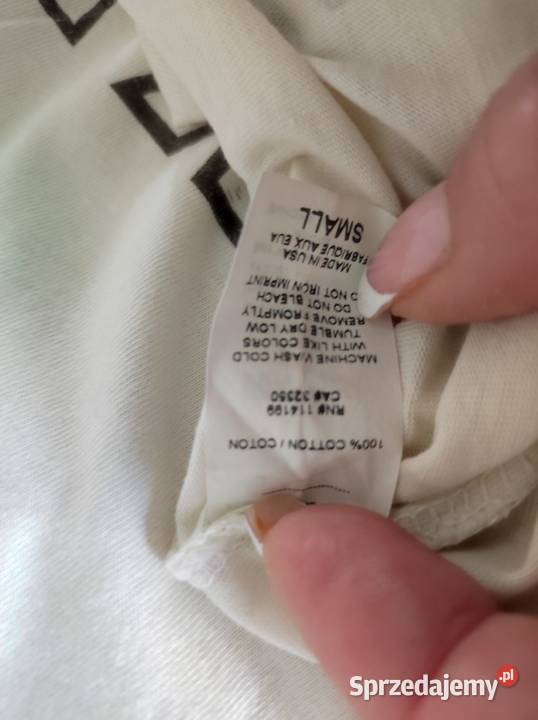 100% COTTON / COTON
RN# 114199
CA# 32350
MACHINE WASH COLD
WITH LIKE COLORS
TUMBLE DRY LOW
REMOVE PROMPTLY
DO NOT BLEACH
DO NOT IRON IMPRINT
MADE IN USA
FABRIQUE AUX EUA
SMALL
Sprzedajemy.pl